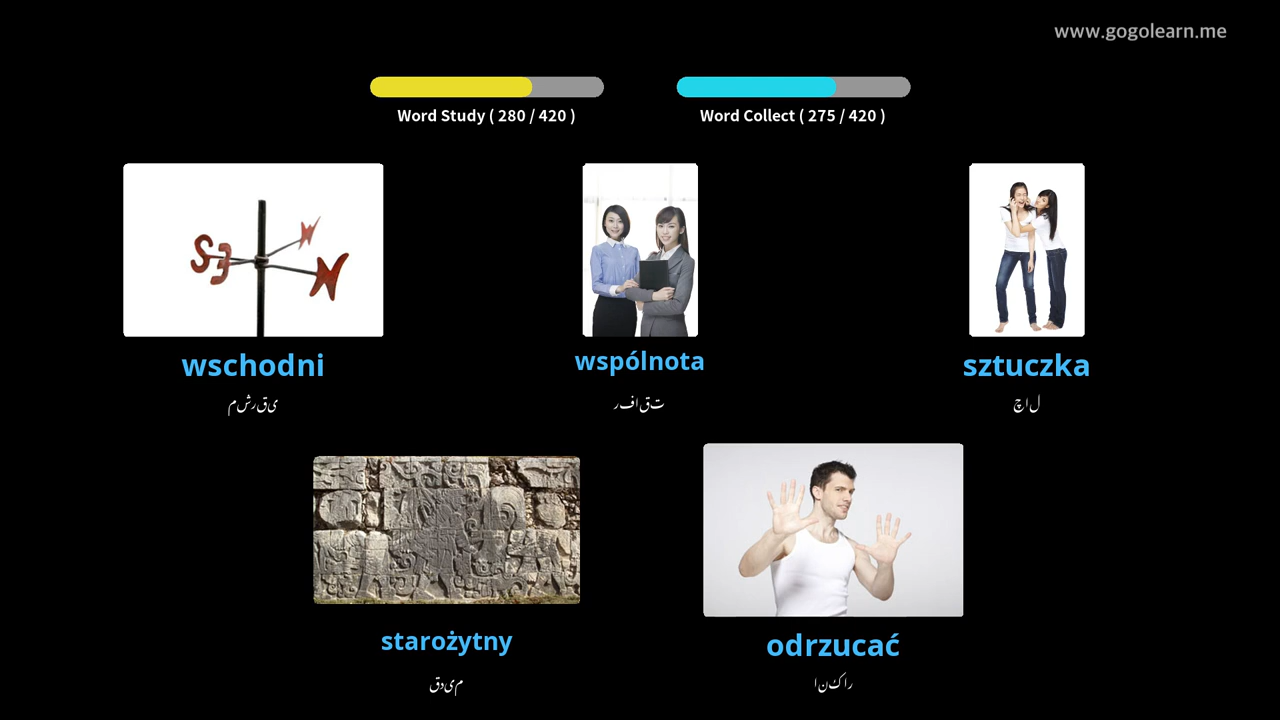 www.gogolearn.me
Word Study ( 280 / 420 )
Word Collect ( 275 / 420 )
wschodni
مشرقی
wspólnota
رفاقت
sztuczka
چال
starożytny
قدیم
odrzucać
انکار